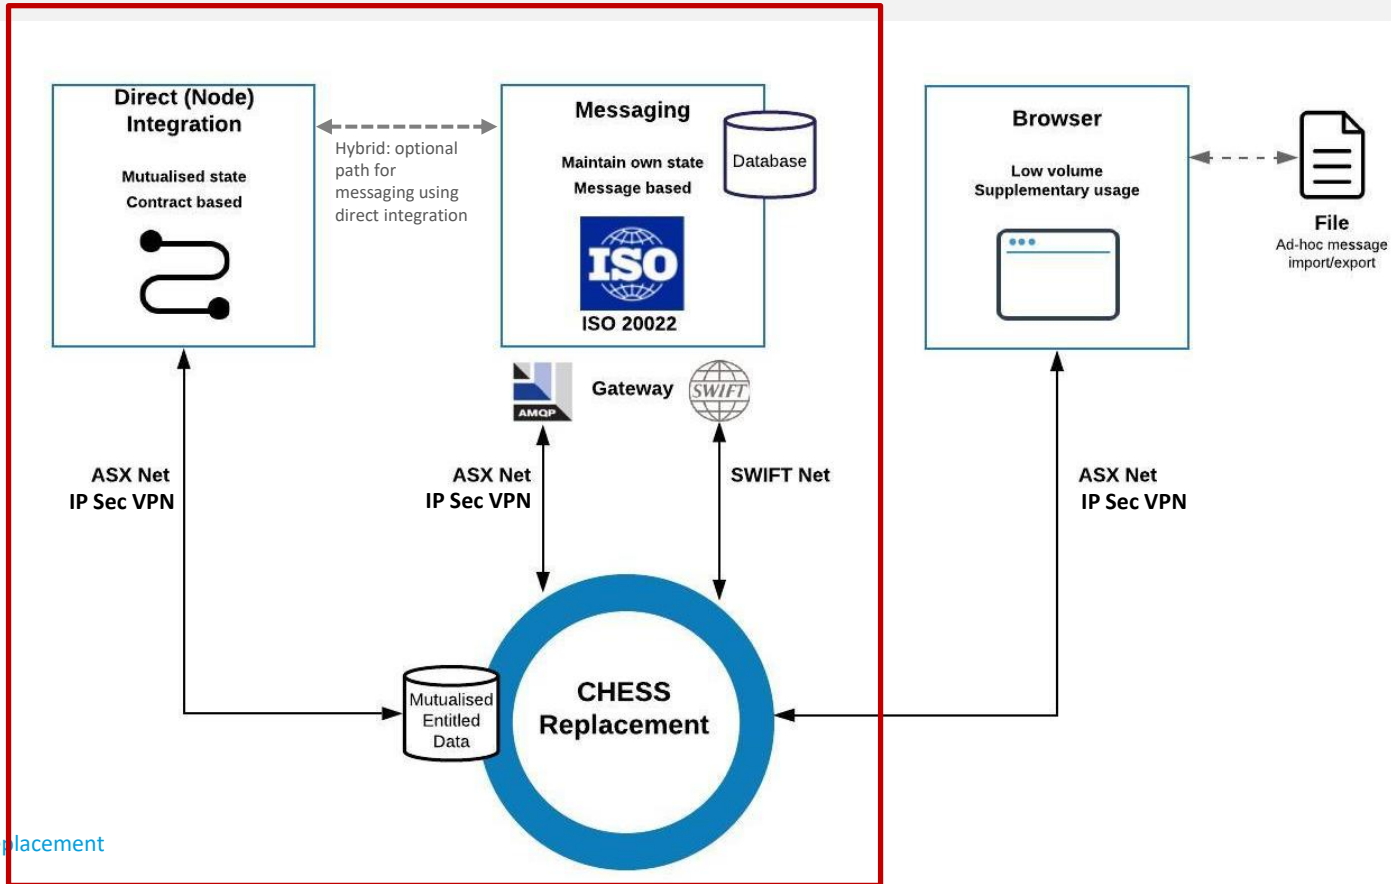 Direct (Node)
Integration
Mutualised state
Contract based
Hybrid: optional
path for
messaging using
direct integration
Messaging
Maintain own state
Message based
Database
ISO
ISO 20022
Browser
Low volume
Supplementary usage
File
Ad-hoc message
import/export
AMQP
Gateway
SWIFT
ASX Net
IP Sec VPN
ASX Net
IP Sec VPN
SWIFT Net
ASX Net
IP Sec VPN
Mutualised
Entitled
Data
CHESS
Replacement
placement